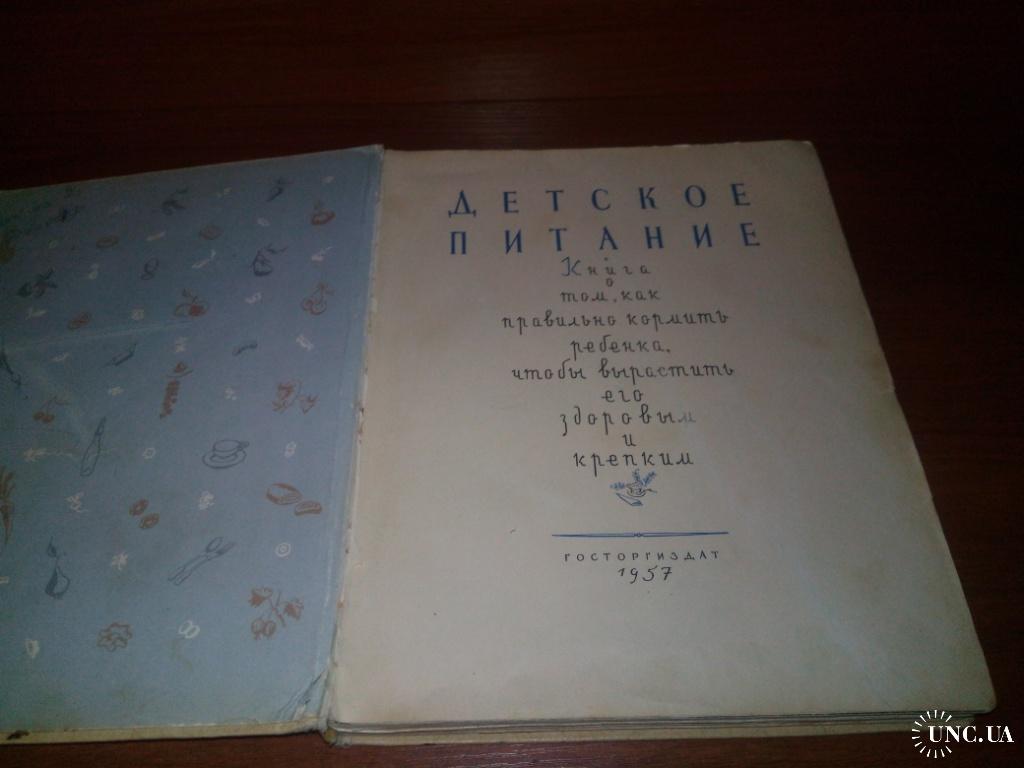 ДЕТСКОЕ
ПИТАНИЕ
Книга
о
том, как
правильно кормить
ребенка,
чтобы вырастить
его
здоровым
и
крепким
ГОСТОРГИЗДАТ
1957
UNC.UA